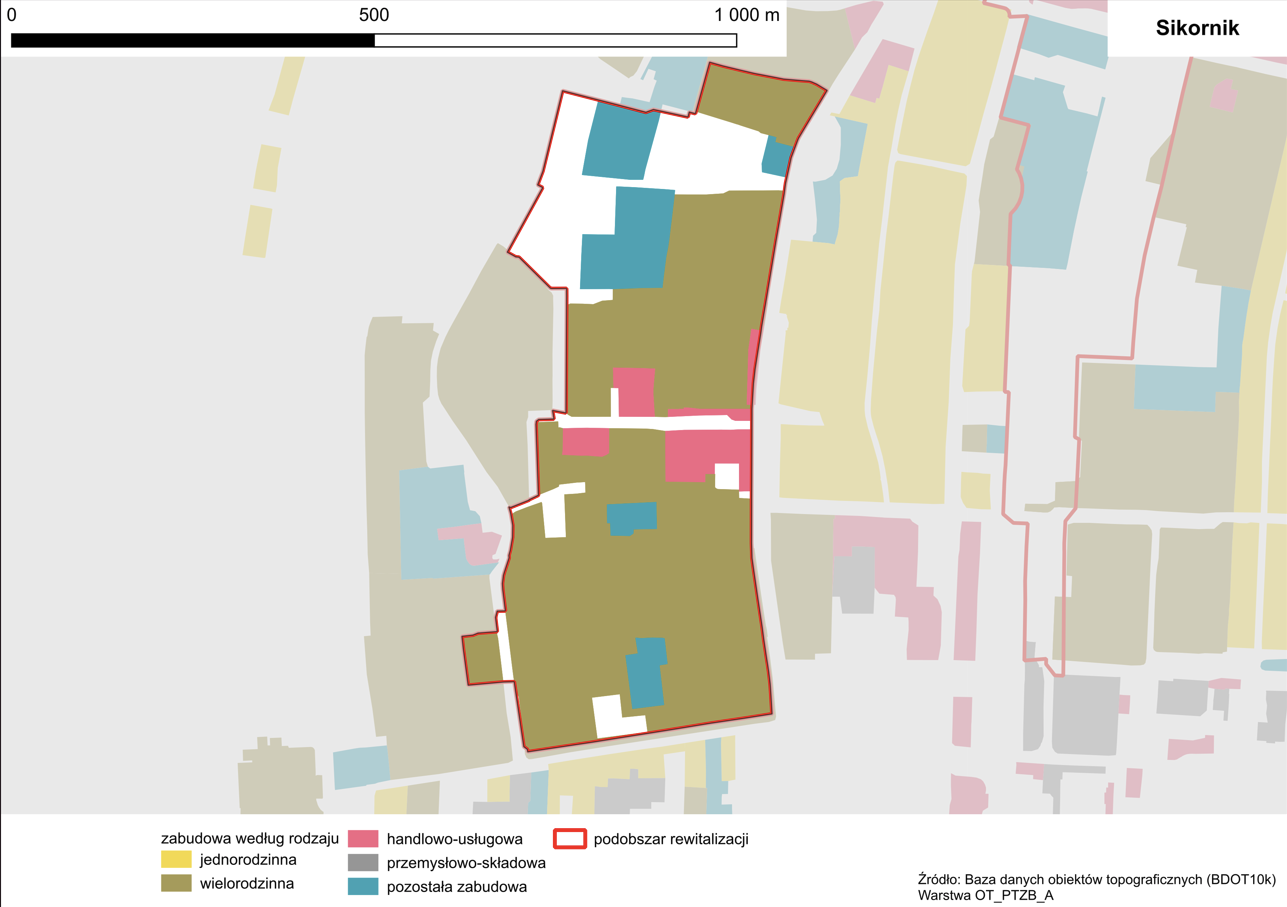 0 500 1 000 m
Sikornik
zabudowa według rodzaju
jednorodzinna
wielorodzinna
handlowo-usługowa
przemysłowo-składowa
pozostała zabudowa
podobszar rewitalizacji
Źródło: Baza danych obiektów topograficznych (BDOT10k)
Warstwa OT_PTZB_A